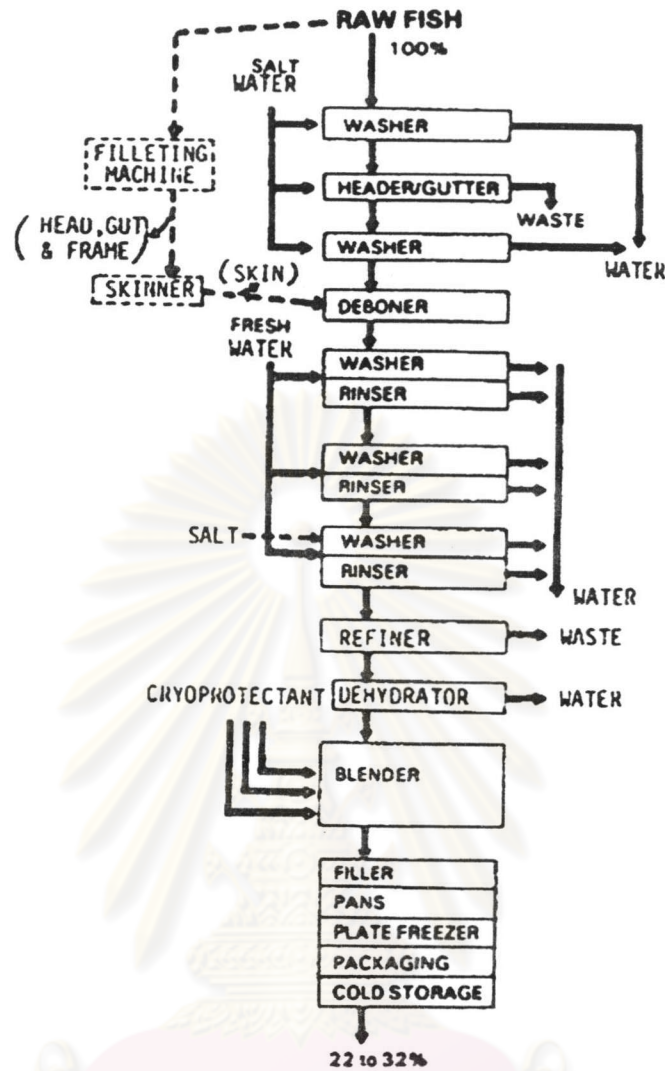 RAW FISH
100%
SALT
WATER
WASHER
FILLETING
MACHINE
HEADER/GUTTER
WASTE
(HEAD, GUT
& FRAME)
WASHER
WATER
(SKIN)
SKINNER
DEBONER
FRESH
WATER
WASHER
RINSER
WASHER
RINSER
SALT
WASHER
RINSER
WATER
REFINER
WASTE
CRYOPROTECTANT
DEHYDRATOR
WATER
BLENDER
FILLER
PANS
PLATE FREEZER
PACKAGING
COLD STORAGE
22 to 32%